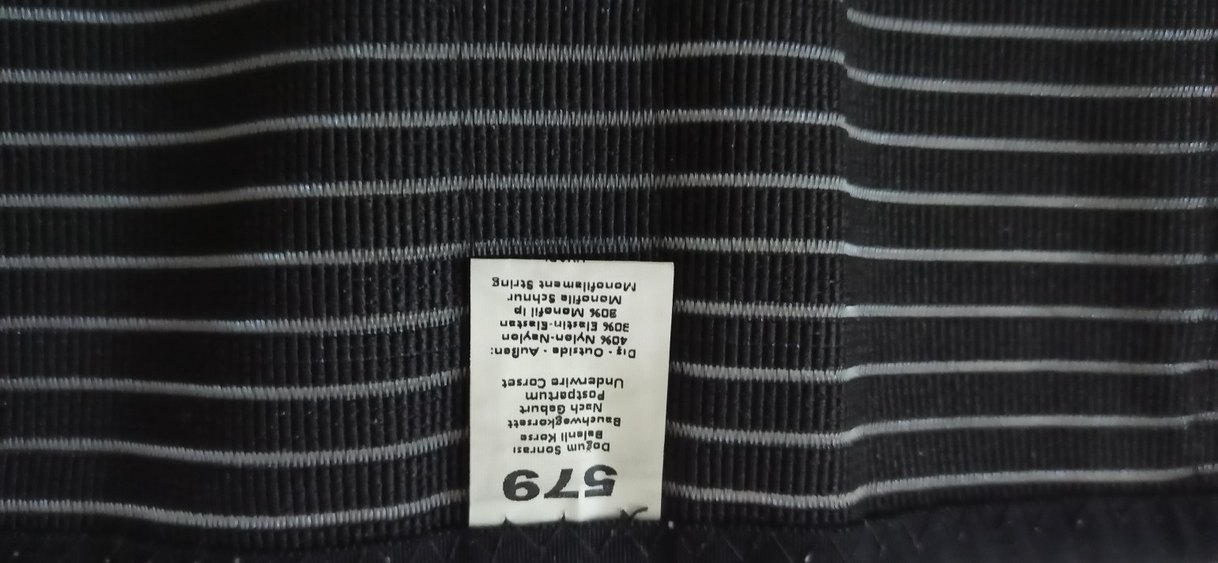 579
Doğum Sonrası
Balenli Korse
Bauchwegkorsett
Nach Geburt
Postpartum
Underwire Corset
Dış - Outside - Außen:
40% Nylon-Naylon
30% Elastin-Elastan
30% Monofil İp
Monofile Schnur
Monofilament String